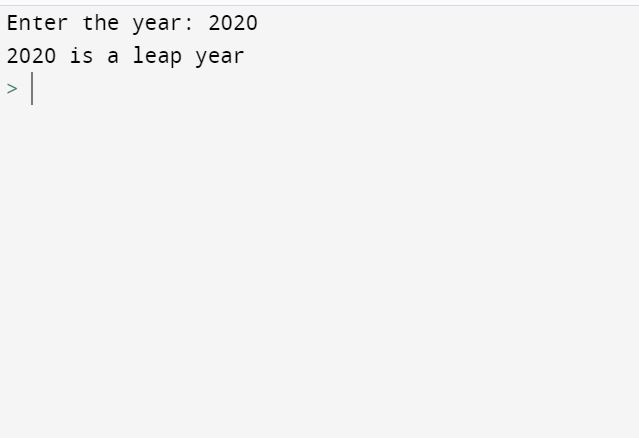 Enter the year: 2020
2020 is a leap year
>